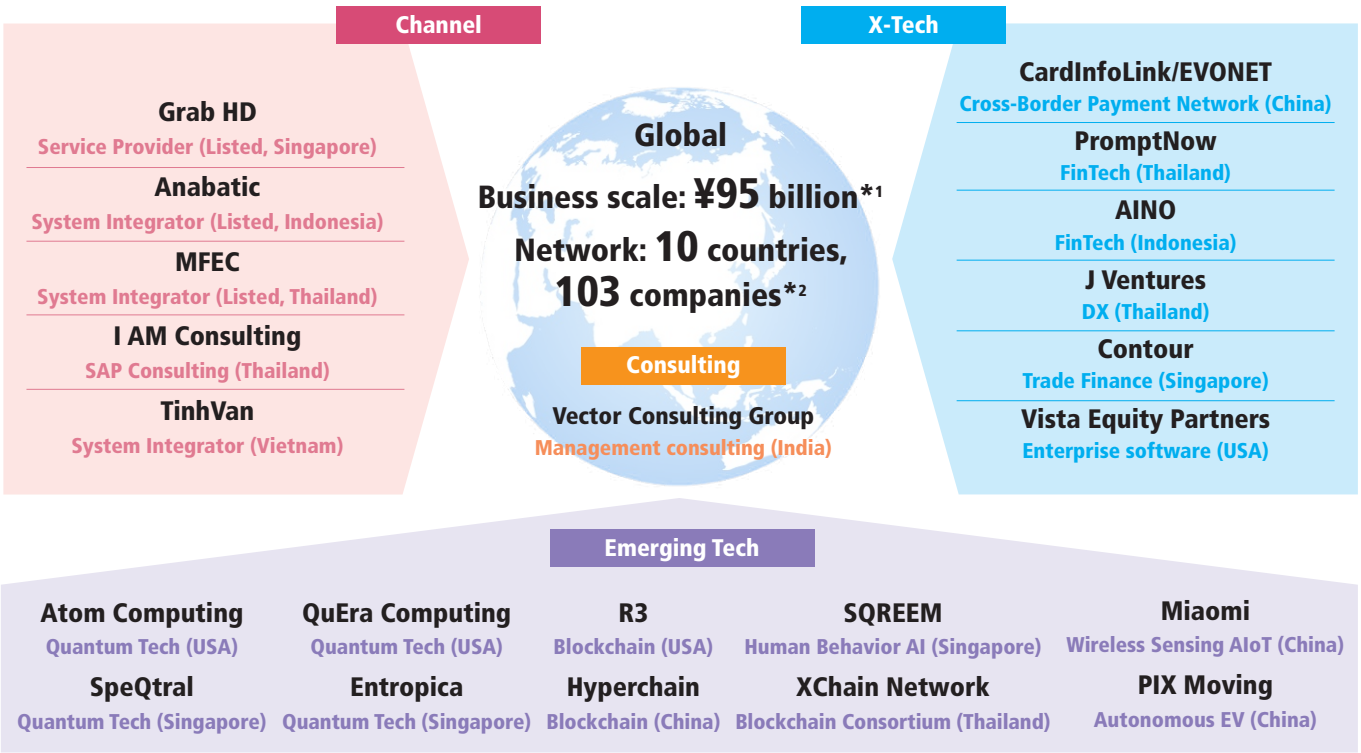 Channel
Grab HD
Service Provider (Listed, Singapore)
Anabatic
System Integrator (Listed, Indonesia)
MFEC
System Integrator (Listed, Thailand)
I AM Consulting
SAP Consulting (Thailand)
TinhVan
System Integrator (Vietnam)
Global
Business scale: ¥95 billion*1
Network: 10 countries,
103 companies*2
Consulting
Vector Consulting Group
Management consulting (India)
X-Tech
CardInfoLink/EVONET
Cross-Border Payment Network (China)
PromptNow
FinTech (Thailand)
AINO
FinTech (Indonesia)
J Ventures
DX (Thailand)
Contour
Trade Finance (Singapore)
Vista Equity Partners
Enterprise software (USA)
Emerging Tech
Atom Computing
Quantum Tech (USA)
QuEra Computing
Quantum Tech (USA)
R3
Blockchain (USA)
SQREEM
Human Behavior AI (Singapore)
Miaomi
Wireless Sensing AIoT (China)
SpeQtral
Quantum Tech (Singapore)
Entropica
Quantum Tech (Singapore)
Hyperchain
Blockchain (China)
XChain Network
Blockchain Consortium (Thailand)
PIX Moving
Autonomous EV (China)